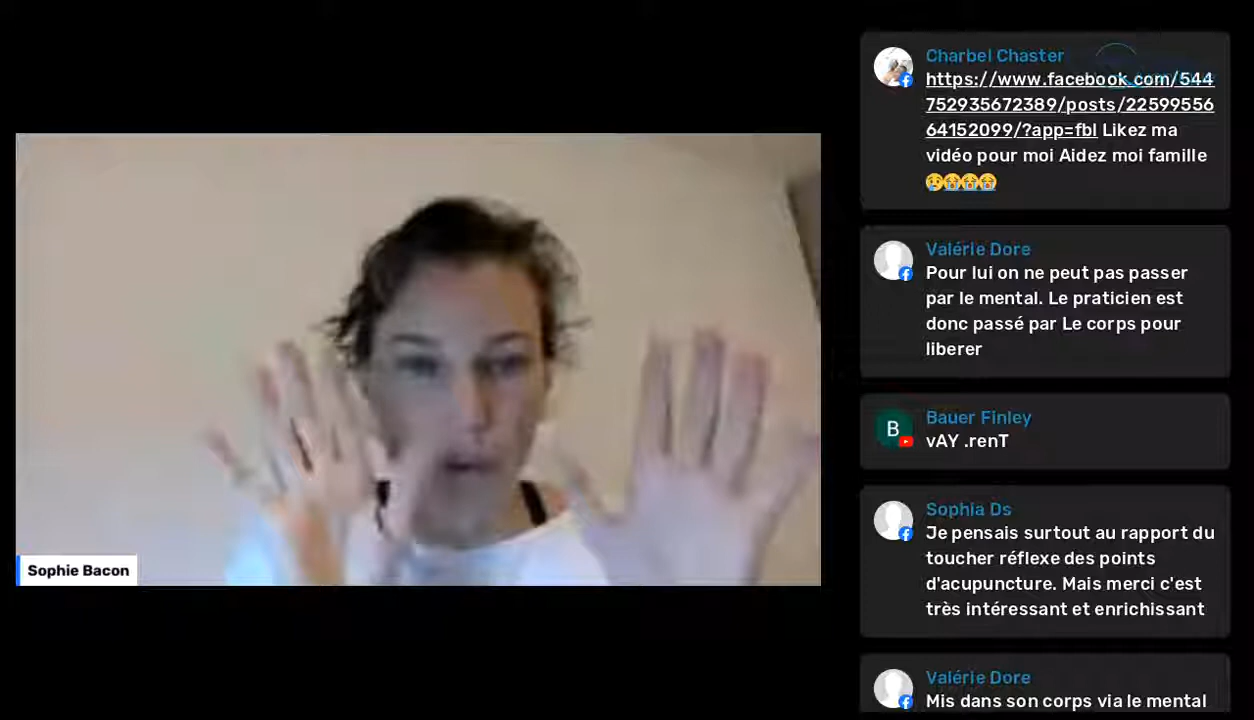 Charbel Chaster
https://www.facebook.com/544
752935672389/posts/22599556
64152099/?app=fbl Likez ma
vidéo pour moi Aidez moi famille
😢😭😭😭
Valérie Dore
Pour lui on ne peut pas passer
par le mental. Le praticien est
donc passé par Le corps pour
liberer
B
Bauer Finley
vAY .renT
Sophia Ds
Je pensais surtout au rapport du
toucher réflexe des points
d'acupuncture. Mais merci c'est
très intéressant et enrichissant
Valérie Dore
Mis dans son corps via le mental
Sophie Bacon